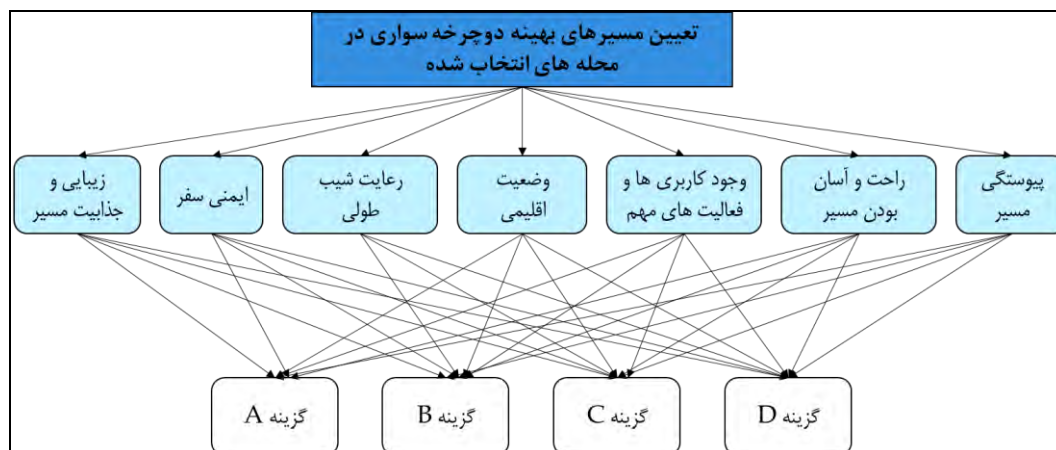 تعیین مسیرهای بهینه دوچرخه سواری در
محله های انتخاب شده
پیوستگی
مسیر
راحت و آسان
بودن مسیر
وجود کاربری ها و
فعالیت های مهم
وضعیت
اقلیمی
رعایت شیب
طولی
ایمنی سفر
زیبایی و
جذابیت مسیر
گزینه D
گزینه C
گزینه B
گزینه A